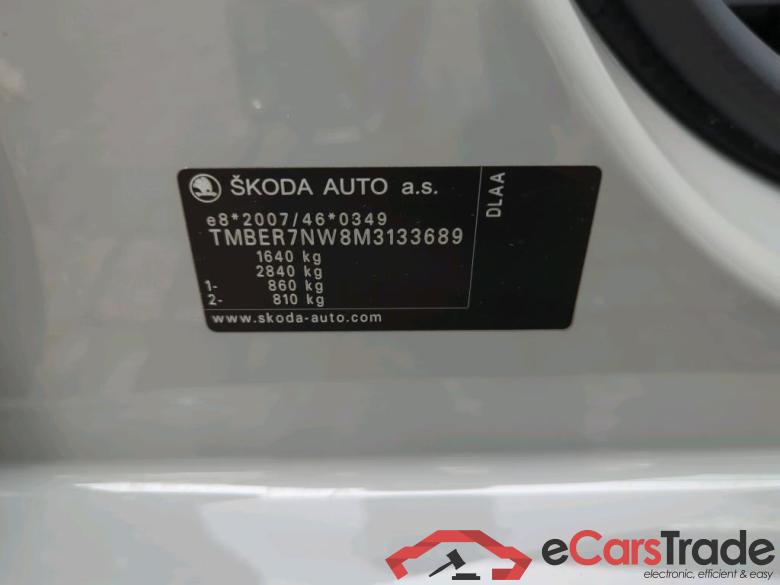 ŠKODA AUTO a.s.
DLAA
e8*2007/46*0349
TMBER7NW8M3133689
1640 kg
2840 kg
1- 860 kg
2- 810 kg
www.skoda-auto.com
eCarsTrade
electronic, efficient & easy